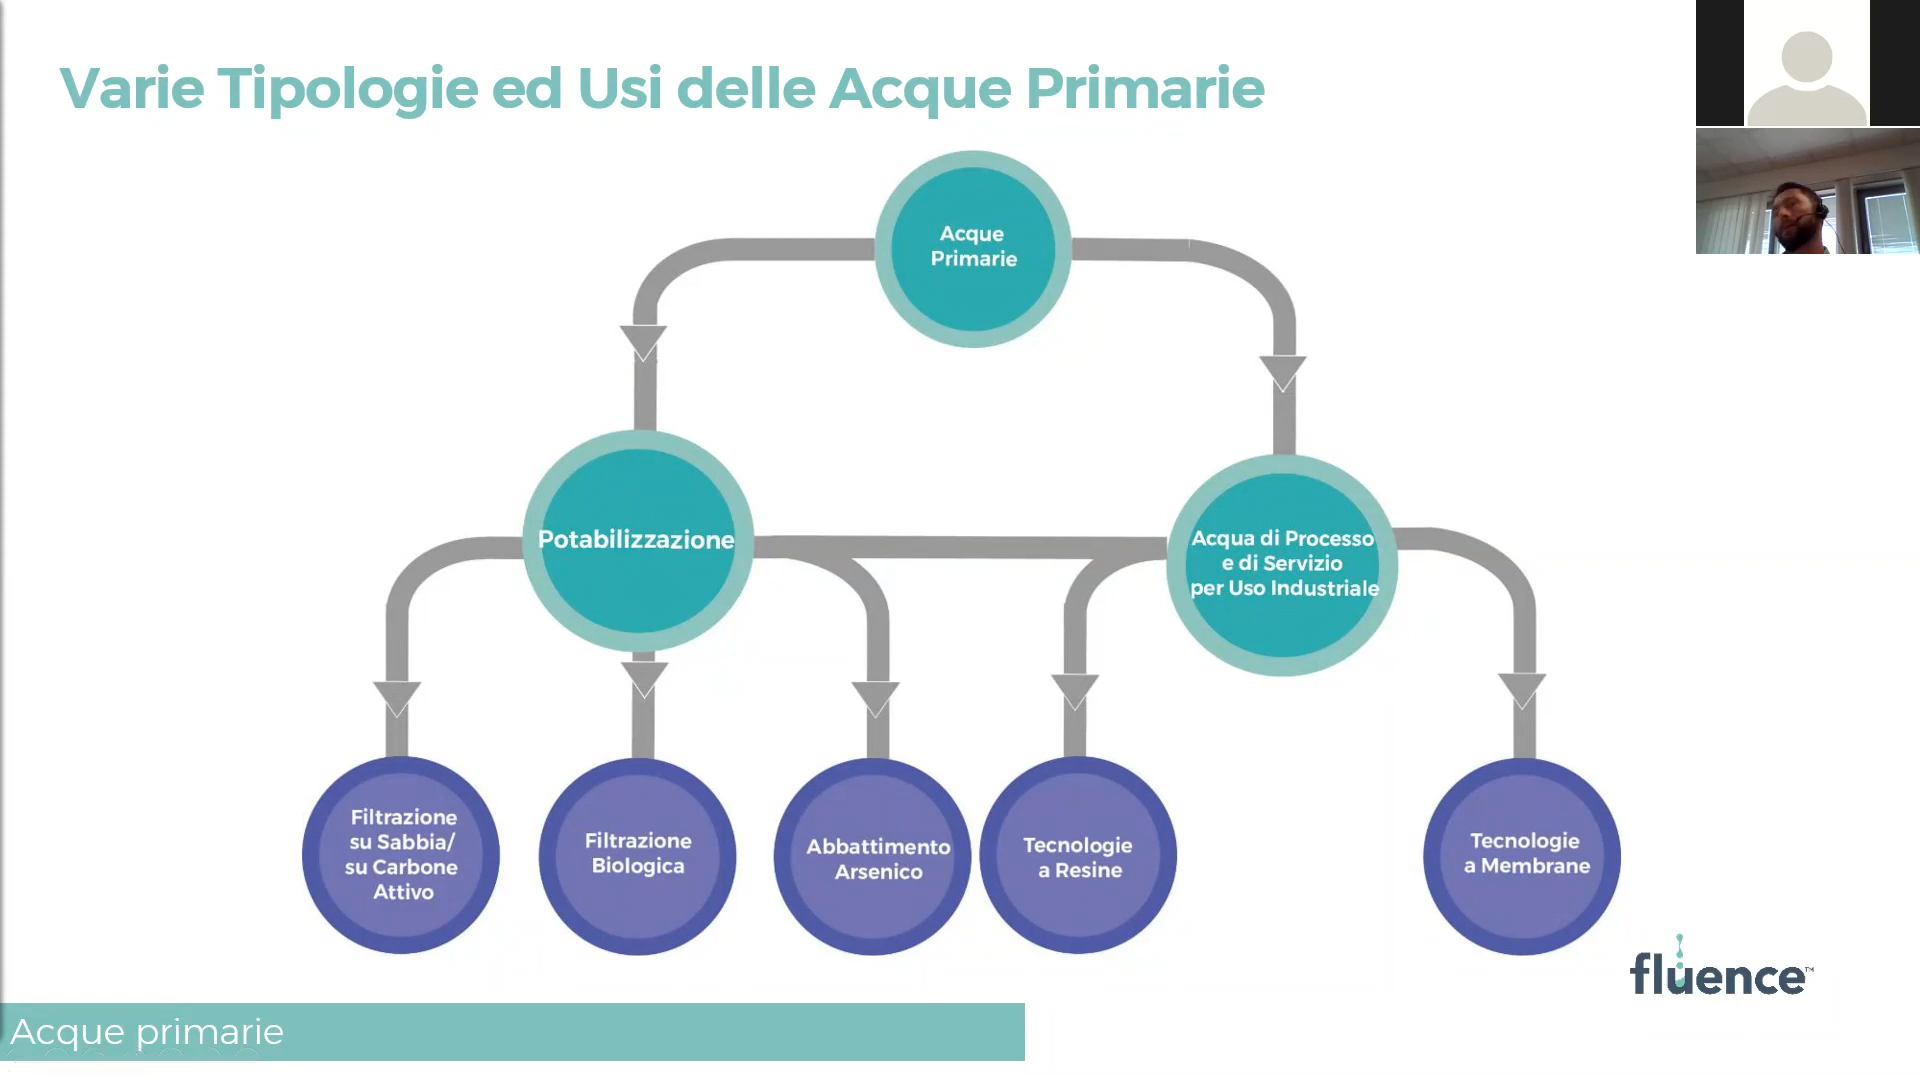 Varie Tipologie ed Usi delle Acque Primarie
Acque
Primarie
Potabilizzazione
Acqua di Processo
e di Servizio
per Uso Industriale
Filtrazione
su Sabbia/
su Carbone
Attivo
Filtrazione
Biologica
Abbattimento
Arsenico
Tecnologie
a Resine
Tecnologie
a Membrane
fluence™
Acque primarie